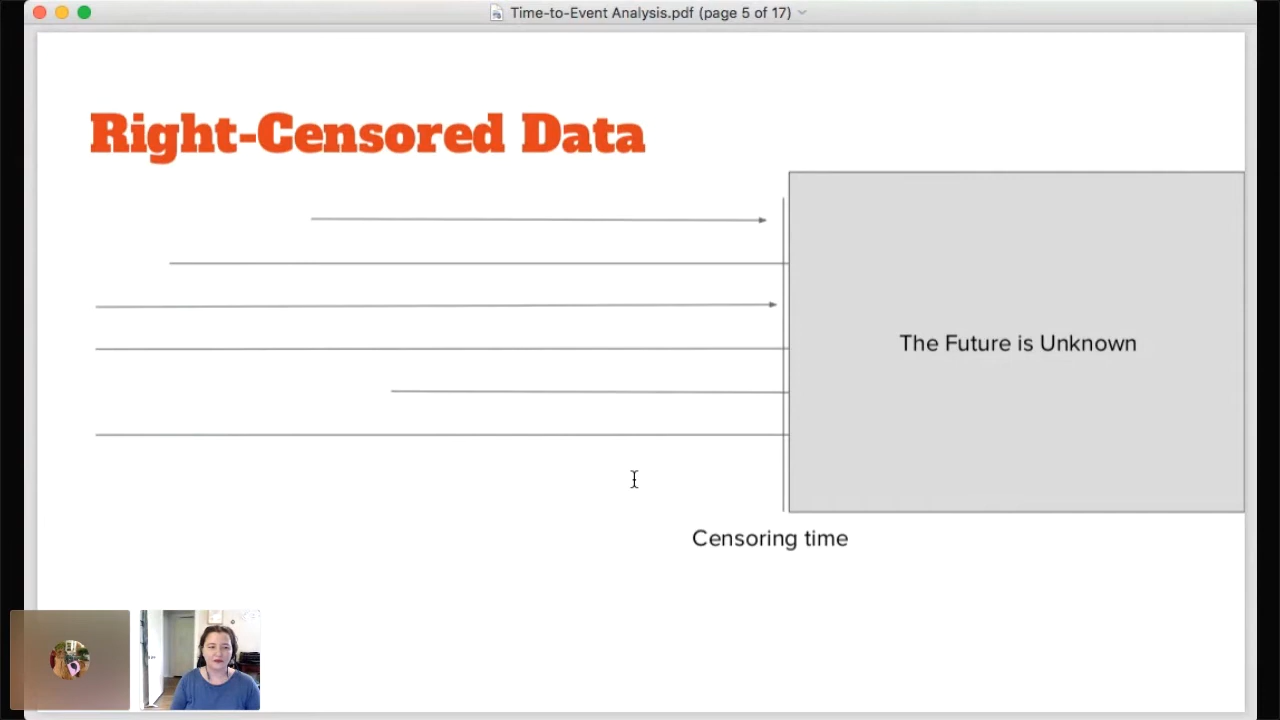 Time-to-Event Analysis.pdf (page 5 of 17)
Right-Censored Data
The Future is Unknown
Censoring time